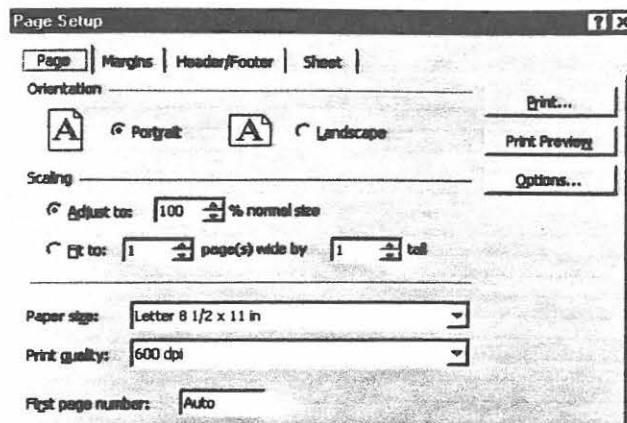 Page Setup ? X
Page Margins Header/Footer Sheet
Orientation
A Portrait A Landscape
Print...
Print Preview
Options...
Scaling
Adjust to: 100 % normal size
Fit to: 1 page(s) wide by 1 tall
Paper size: Letter 8 1/2 x 11 in
Print quality: 600 dpi
First page number: Auto